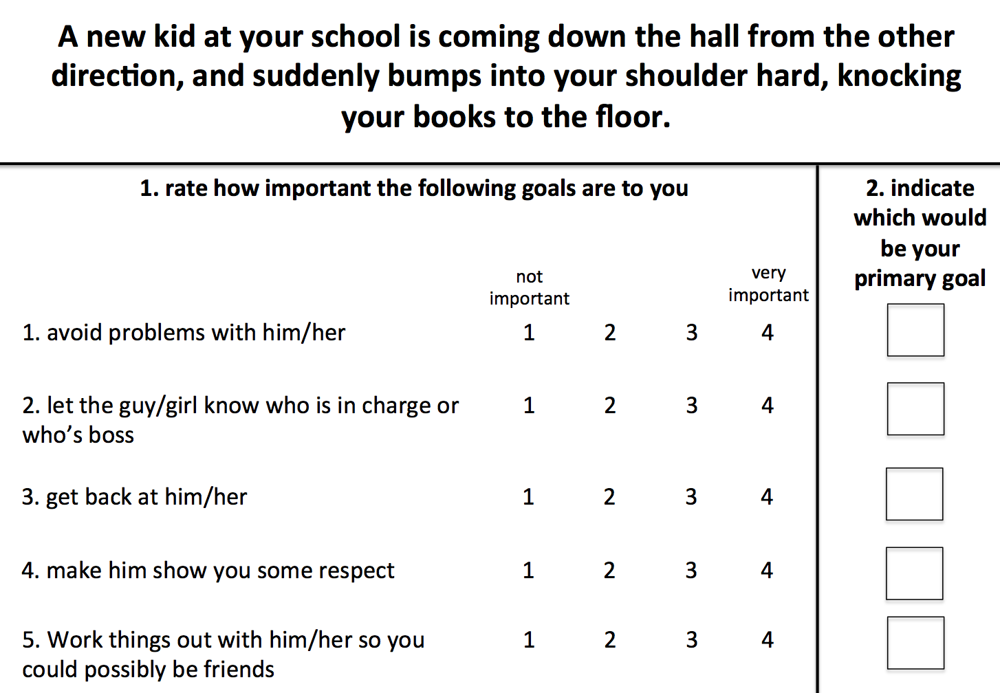 A new kid at your school is coming down the hall from the other
direction, and suddenly bumps into your shoulder hard, knocking
your books to the floor.
1. rate how important the following goals are to you
2. indicate
which would
be your
primary goal
not
important
very
important
1. avoid problems with him/her 1 2 3 4
2. let the guy/girl know who is in charge or 1 2 3 4
who’s boss
3. get back at him/her 1 2 3 4
4. make him show you some respect 1 2 3 4
5. Work things out with him/her so you 1 2 3 4
could possibly be friends